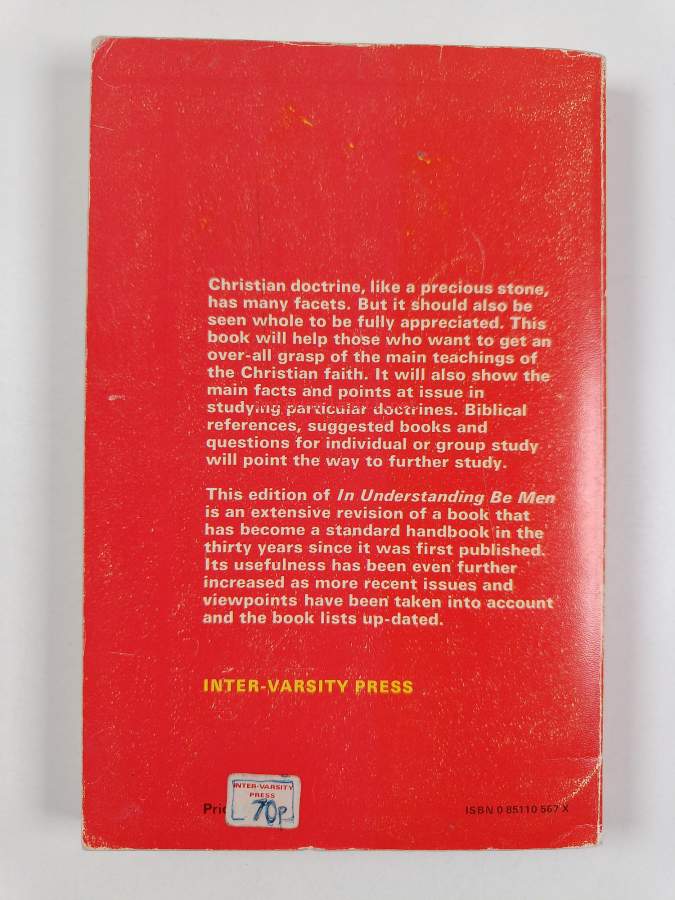 Christian doctrine, like a precious stone,
has many facets. But it should also be
seen whole to be fully appreciated. This
book will help those who want to get an
over-all grasp of the main teachings of
the Christian faith. It will also show the
main facts and points at issue in
studying particular doctrines. Biblical
references, suggested books and
questions for individual or group study
will point the way to further study.
This edition of In Understanding Be Men
is an extensive revision of a book that
has become a standard handbook in the
thirty years since it was first published.
Its usefulness has been even further
increased as more recent issues and
viewpoints have been taken into account
and the book lists up-dated.
INTER-VARSITY PRESS
INTER-VARSITY
PRESS
70p
ISBN 0 85110 567 X